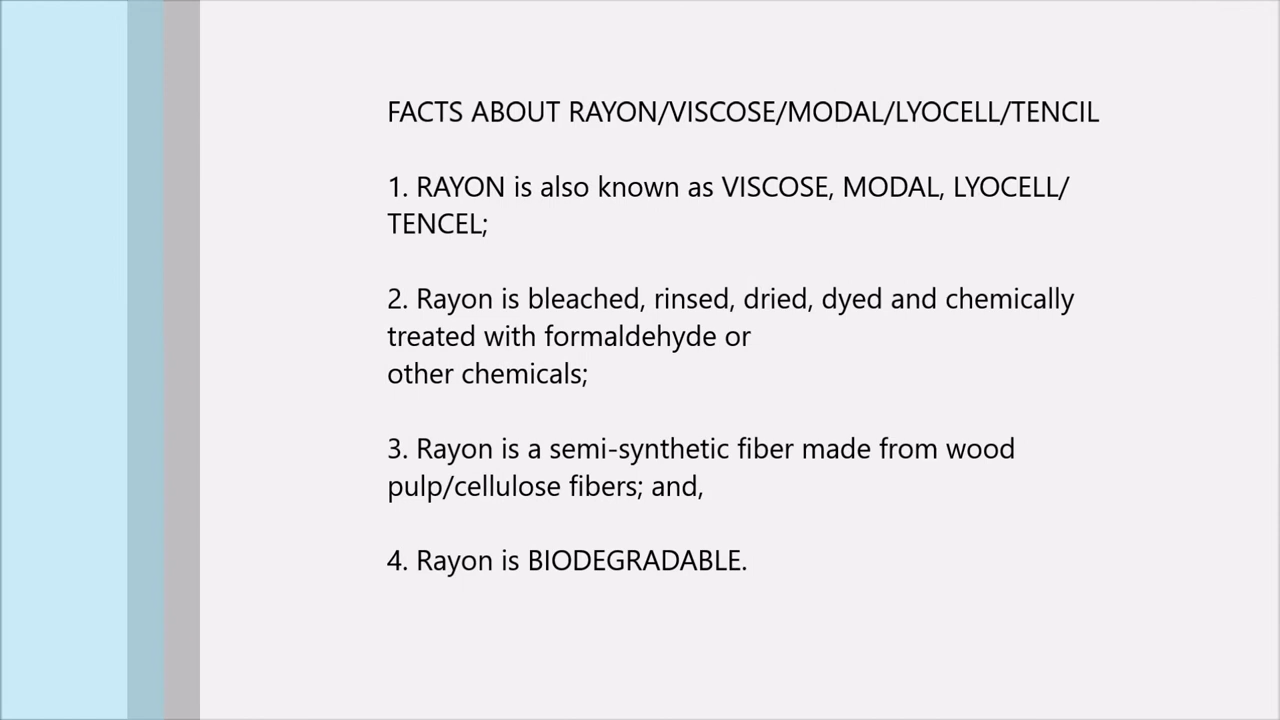 FACTS ABOUT RAYON/VISCOSE/MODAL/LYOCELL/TENCIL
1. RAYON is also known as VISCOSE, MODAL, LYOCELL/
TENCEL;
2. Rayon is bleached, rinsed, dried, dyed and chemically
treated with formaldehyde or
other chemicals;
3. Rayon is a semi-synthetic fiber made from wood
pulp/cellulose fibers; and,
4. Rayon is BIODEGRADABLE.